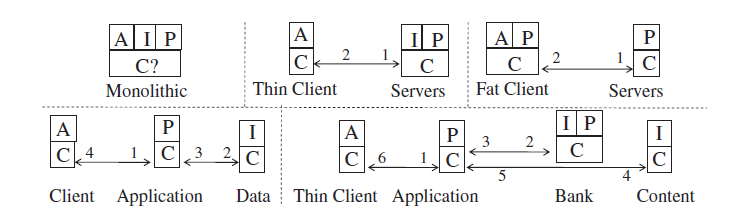 A I P
C?
Monolithic
A
C
2 1
I P
C
Thin Client Servers
A P
C
2 1
P
C
Fat Client Servers
A
C
4 1
P
C
3 2
I
C
Client Application Data
A
C
6 1
P
C
3 2
I P
C
5 4
I
C
Thin Client Application Bank Content